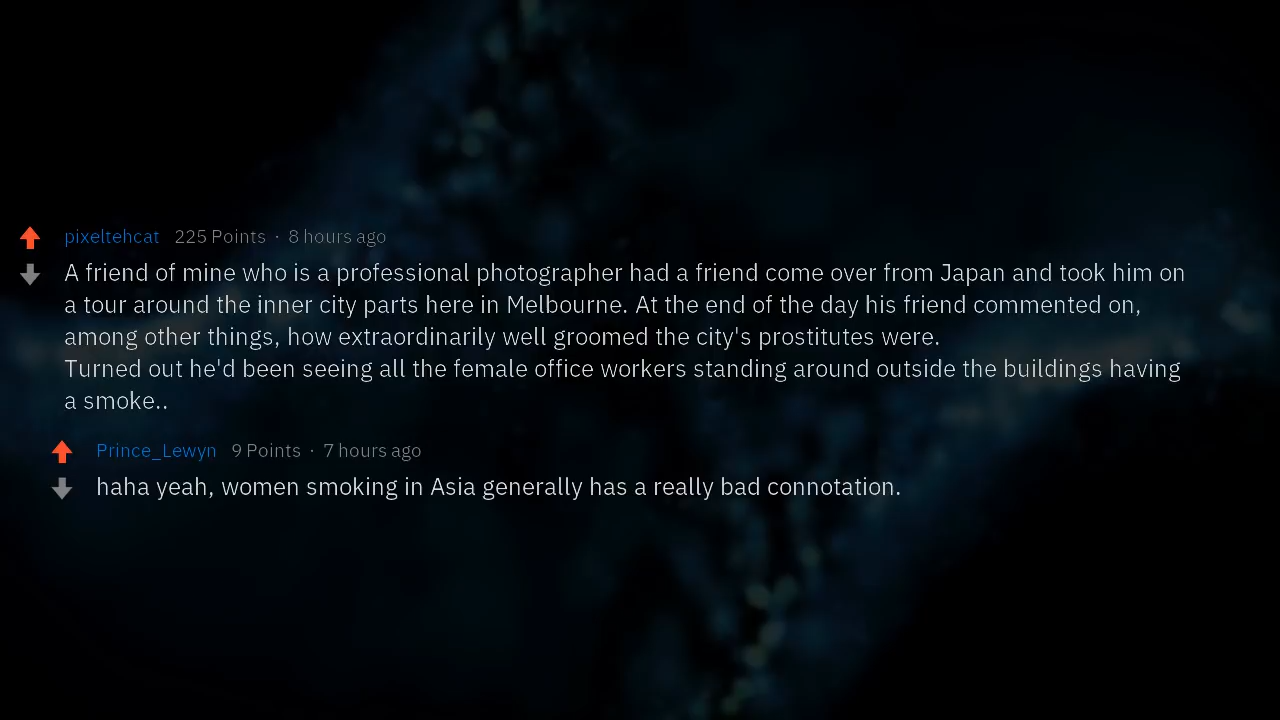 pixeltehcat 225 Points · 8 hours ago
A friend of mine who is a professional photographer had a friend come over from Japan and took him on
a tour around the inner city parts here in Melbourne. At the end of the day his friend commented on,
among other things, how extraordinarily well groomed the city's prostitutes were.
Turned out he'd been seeing all the female office workers standing around outside the buildings having
a smoke..
Prince_Lewyn 9 Points · 7 hours ago
haha yeah, women smoking in Asia generally has a really bad connotation.